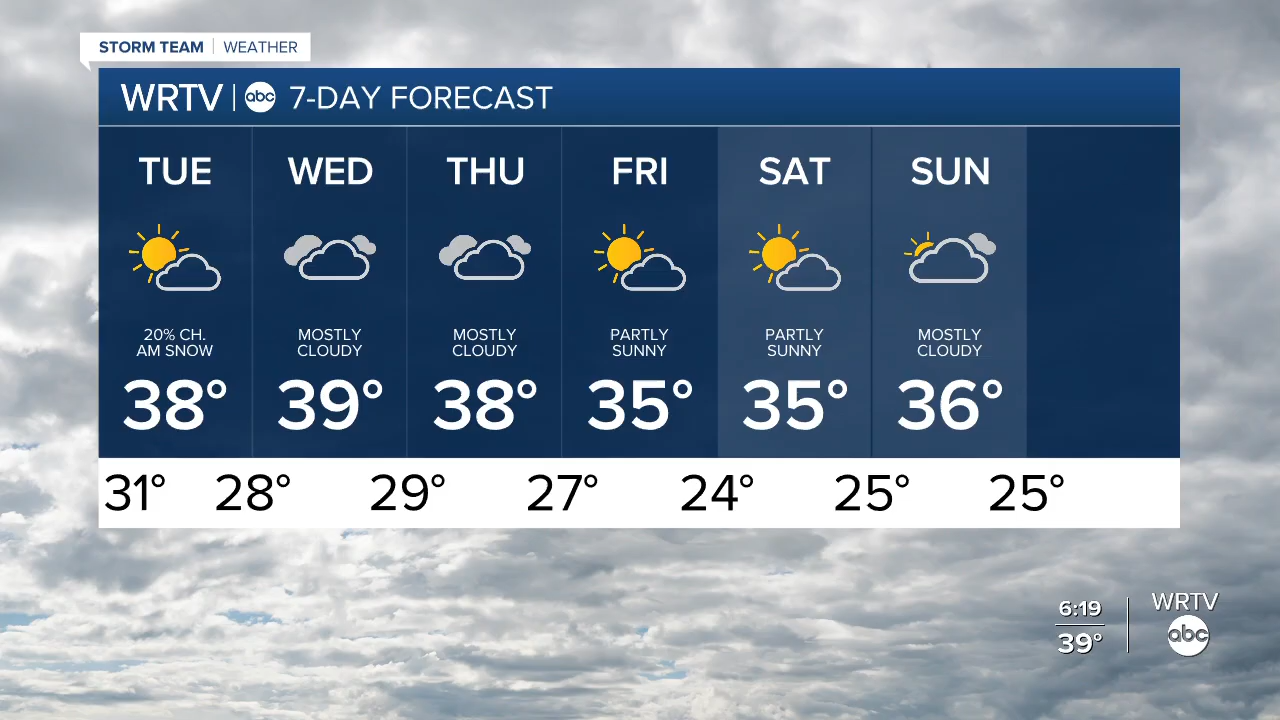 STORM TEAM | WEATHER
WRTV | abc 7-DAY FORECAST
TUE WED THU FRI SAT SUN
20% CH. MOSTLY MOSTLY PARTLY PARTLY MOSTLY
AM SNOW CLOUDY CLOUDY SUNNY SUNNY CLOUDY
38° 39° 38° 35° 35° 36°
31° 28° 29° 27° 24° 25° 25°
6:19 WRTV
39° abc